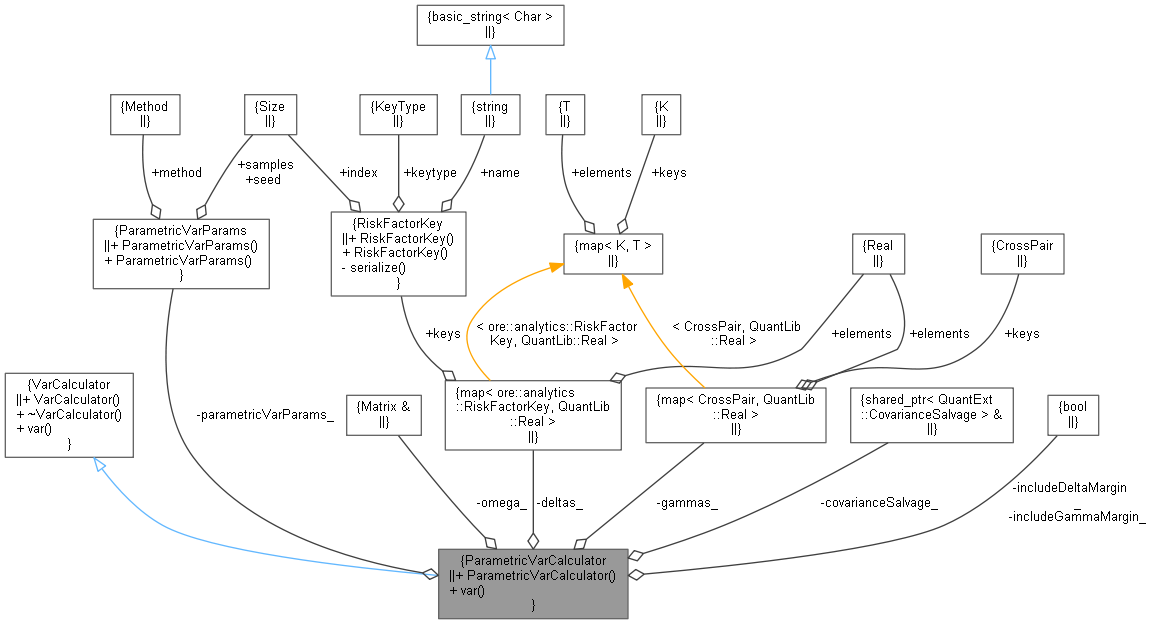 {basic_string< Char >
||}
{Method
||}
{Size
||}
{KeyType
||}
{string
||}
{T
||}
{K
||}
+method
+samples
+seed
+index
+keytype
+name
+elements
+keys
{ParametricVarParams
||+ ParametricVarParams()
+ ParametricVarParams()
}
{RiskFactorKey
||+ RiskFactorKey()
+ RiskFactorKey()
- serialize()
}
{map< K, T >
||}
{Real
||}
{CrossPair
||}
+keys
< ore::analytics::RiskFactor
Key, QuantLib::Real >
< CrossPair, QuantLib
::Real >
+elements
+elements
+keys
{VarCalculator
||+ VarCalculator()
+ ~VarCalculator()
+ var()
}
-parametricVarParams_
{Matrix &
||}
{map< ore::analytics
::RiskFactorKey, QuantLib
::Real >
||}
{map< CrossPair, QuantLib
::Real >
||}
{shared_ptr< QuantExt
::CovarianceSalvage > &
||}
{bool
||}
-omega_
-deltas_
-gammas_
-covarianceSalvage_
-includeDeltaMargin
_
-includeGammaMargin_
{ParametricVarCalculator
||+ ParametricVarCalculator()
+ var()
}